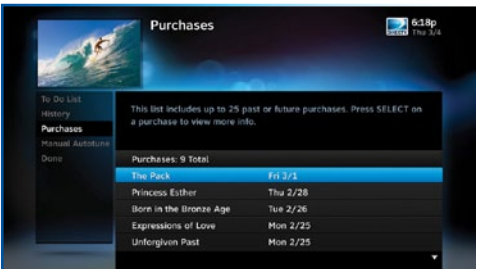 Purchases
6:18p
Thu 3/4
To Do List
History
Purchases
Manual Autotune
Done
This list includes up to 25 past or future purchases. Press SELECT on
a purchase to view more info.
Purchases: 9 Total
The Pack Fri 3/1
Princess Esther Thu 2/28
Born in the Bronze Age Tue 2/26
Expressions of Love Mon 2/25
Unforgiven Past Mon 2/25